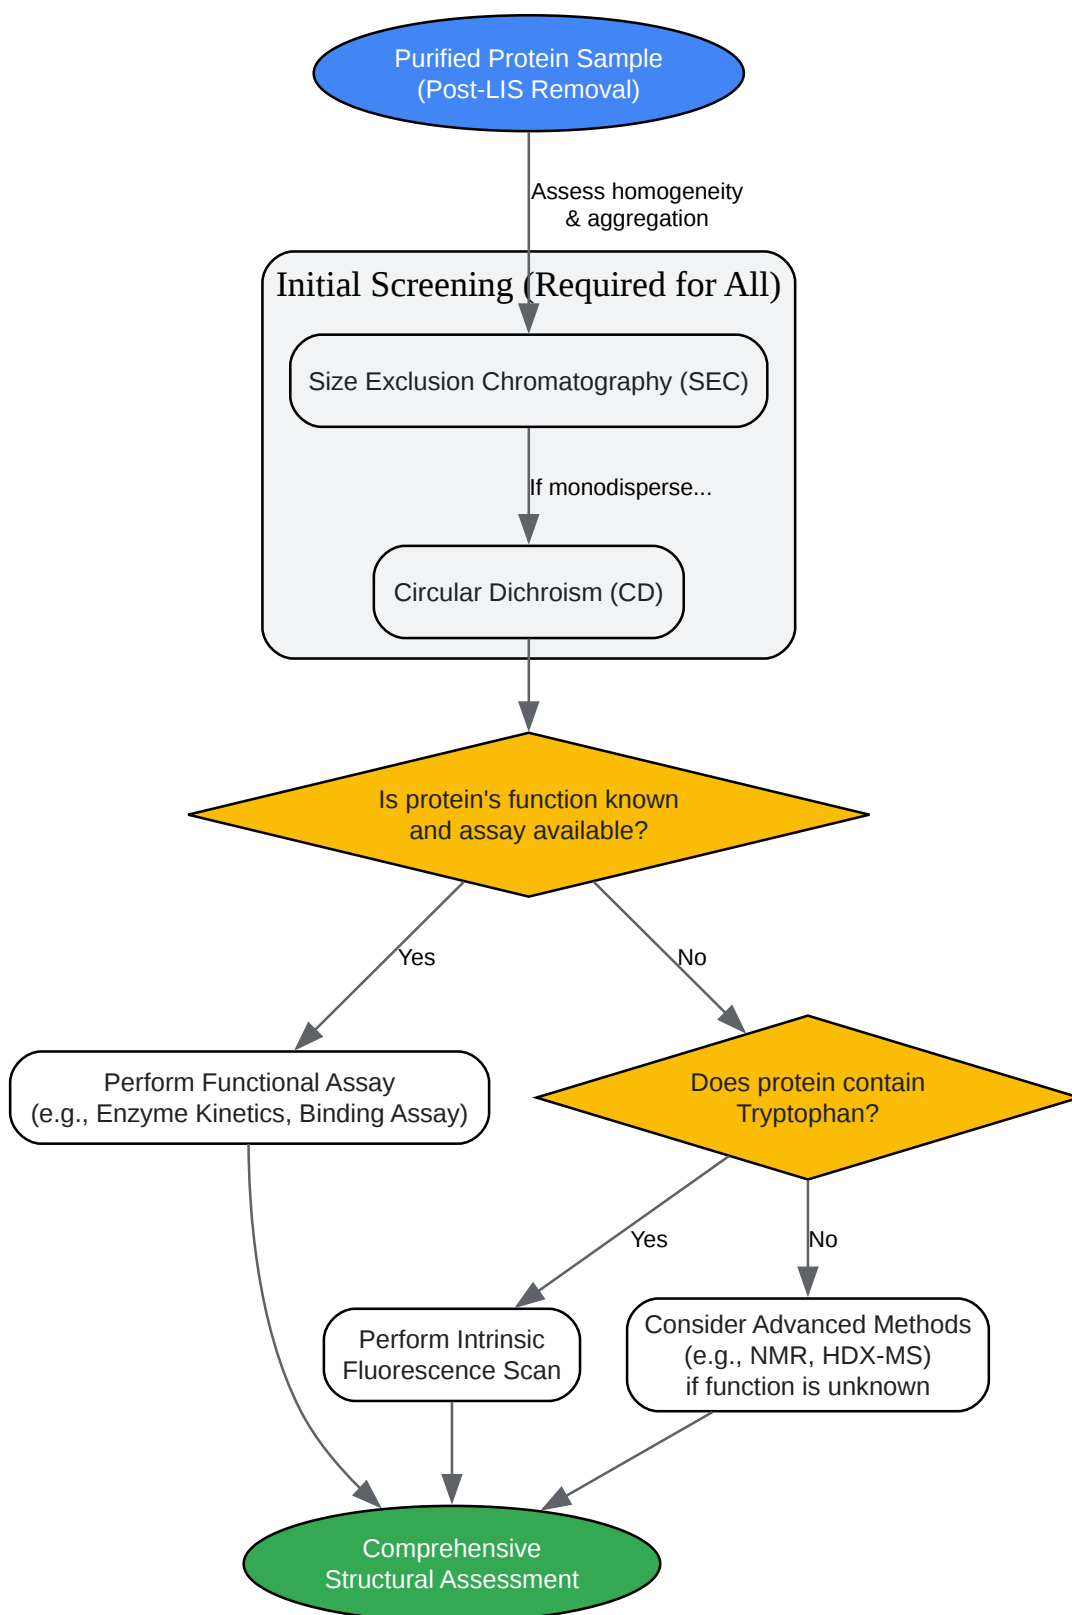 Purified Protein Sample
(Post-LIS Removal)
Assess homogeneity
& aggregation
Initial Screening (Required for All)
Size Exclusion Chromatography (SEC)
If monodisperse...
Circular Dichroism (CD)
Is protein's function known
and assay available?
Yes
No
Perform Functional Assay
(e.g., Enzyme Kinetics, Binding Assay)
Does protein contain
Tryptophan?
Yes
No
Perform Intrinsic
Fluorescence Scan
Consider Advanced Methods
(e.g., NMR, HDX-MS)
if function is unknown
Comprehensive
Structural Assessment